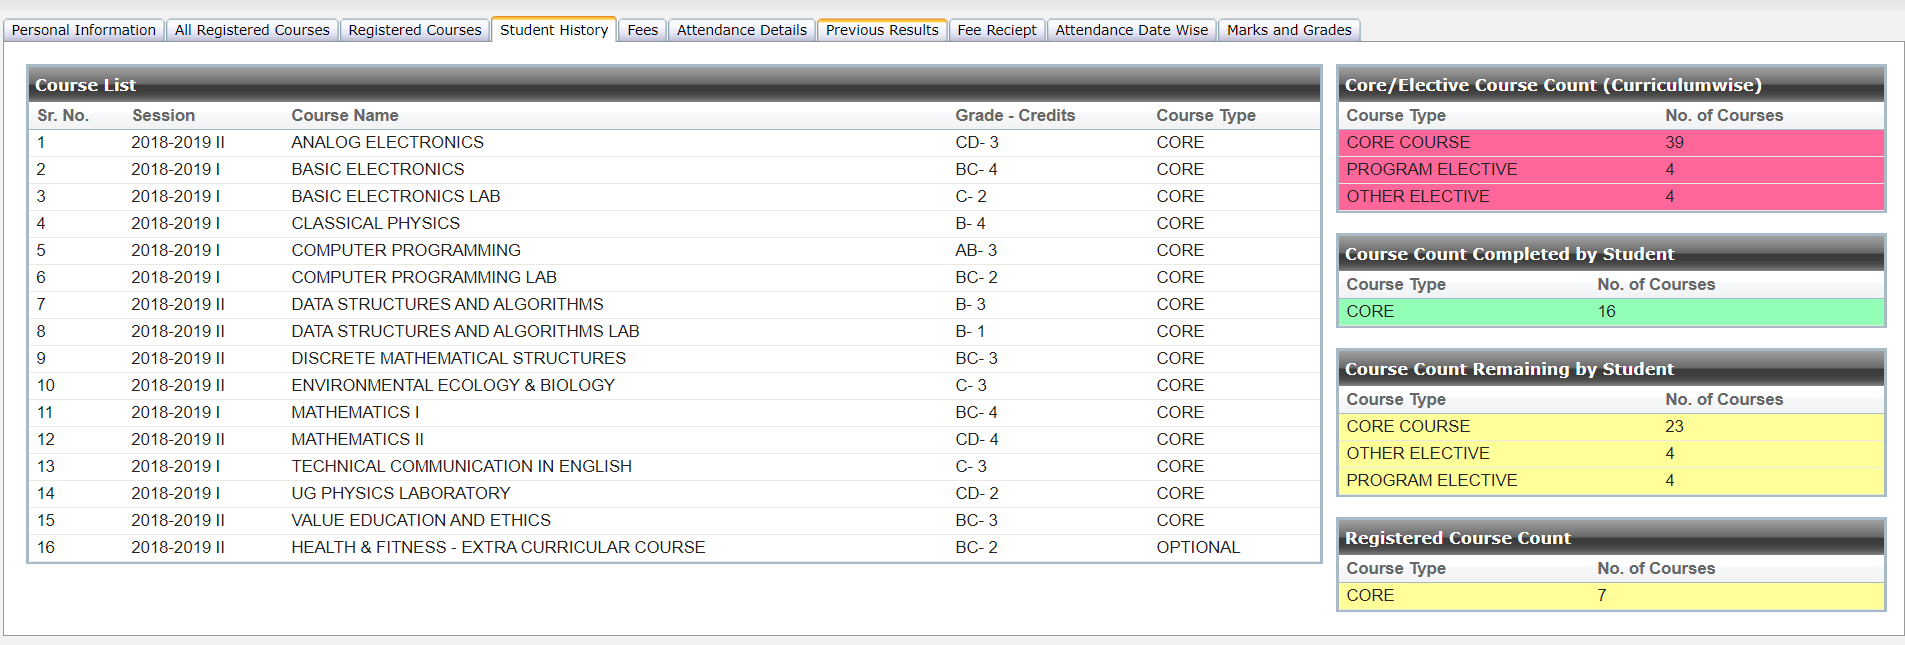 Personal Information All Registered Courses Registered Courses Student History Fees Attendance Details Previous Results Fee Reciept Attendance Date Wise Marks and Grades
Course List
Sr. No. Session Course Name Grade - Credits Course Type
1 2018-2019 II ANALOG ELECTRONICS CD- 3 CORE
2 2018-2019 I BASIC ELECTRONICS BC- 4 CORE
3 2018-2019 I BASIC ELECTRONICS LAB C- 2 CORE
4 2018-2019 I CLASSICAL PHYSICS B- 4 CORE
5 2018-2019 I COMPUTER PROGRAMMING AB- 3 CORE
6 2018-2019 I COMPUTER PROGRAMMING LAB BC- 2 CORE
7 2018-2019 II DATA STRUCTURES AND ALGORITHMS B- 3 CORE
8 2018-2019 II DATA STRUCTURES AND ALGORITHMS LAB B- 1 CORE
9 2018-2019 II DISCRETE MATHEMATICAL STRUCTURES BC- 3 CORE
10 2018-2019 II ENVIRONMENTAL ECOLOGY & BIOLOGY C- 3 CORE
11 2018-2019 I MATHEMATICS I BC- 4 CORE
12 2018-2019 II MATHEMATICS II CD- 4 CORE
13 2018-2019 I TECHNICAL COMMUNICATION IN ENGLISH C- 3 CORE
14 2018-2019 I UG PHYSICS LABORATORY CD- 2 CORE
15 2018-2019 II VALUE EDUCATION AND ETHICS BC- 3 CORE
16 2018-2019 II HEALTH & FITNESS - EXTRA CURRICULAR COURSE BC- 2 OPTIONAL
Core/Elective Course Count (Curriculumwise)
Course Type No. of Courses
CORE COURSE 39
PROGRAM ELECTIVE 4
OTHER ELECTIVE 4
Course Count Completed by Student
Course Type No. of Courses
CORE 16
Course Count Remaining by Student
Course Type No. of Courses
CORE COURSE 23
OTHER ELECTIVE 4
PROGRAM ELECTIVE 4
Registered Course Count
Course Type No. of Courses
CORE 7